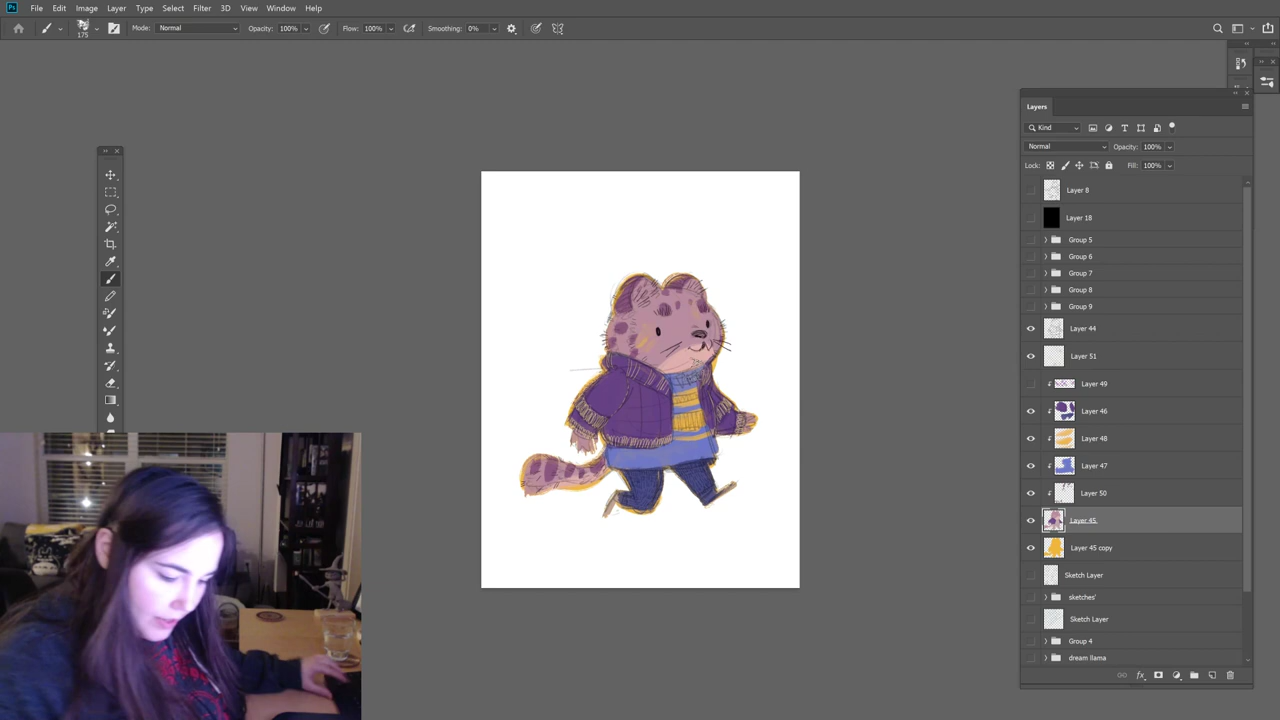 Ps File Edit Image Layer Type Select Filter 3D View Window Help
175 Mode: Normal Opacity: 100% Flow: 100% Smoothing: 0%
Layers
Kind
Normal Opacity: 100%
Lock: Fill: 100%
Layer 8
Layer 18
Group 5
Group 6
Group 7
Group 8
Group 9
Layer 44
Layer 51
Layer 49
Layer 46
Layer 48
Layer 47
Layer 50
Layer 45
Layer 45 copy
Sketch Layer
sketches'
Sketch Layer
Group 4
dream llama
fx